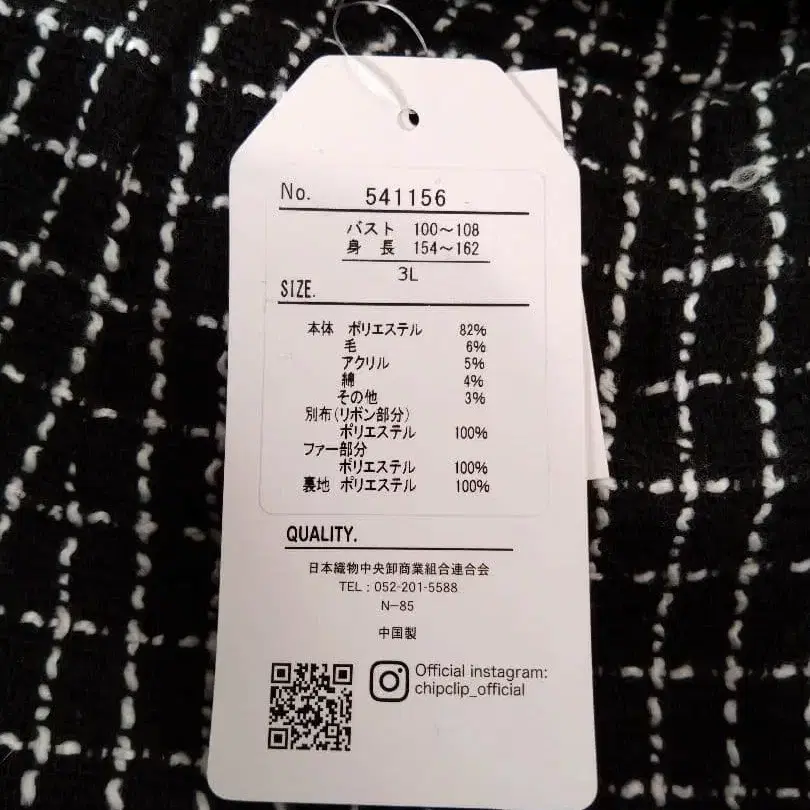 No. 541156
バスト 100～108
身 長 154～162
3L
SIZE.
本体 ポリエステル 82%
毛 6%
アクリル 5%
綿 4%
その他 3%
別布(リボン部分)
ポリエステル 100%
ファー部分
ポリエステル 100%
裏地 ポリエステル 100%
QUALITY.
日本織物中央卸商業組合連合会
TEL : 052-201-5588
N-85
中国製
Official instagram:
chipclip_official